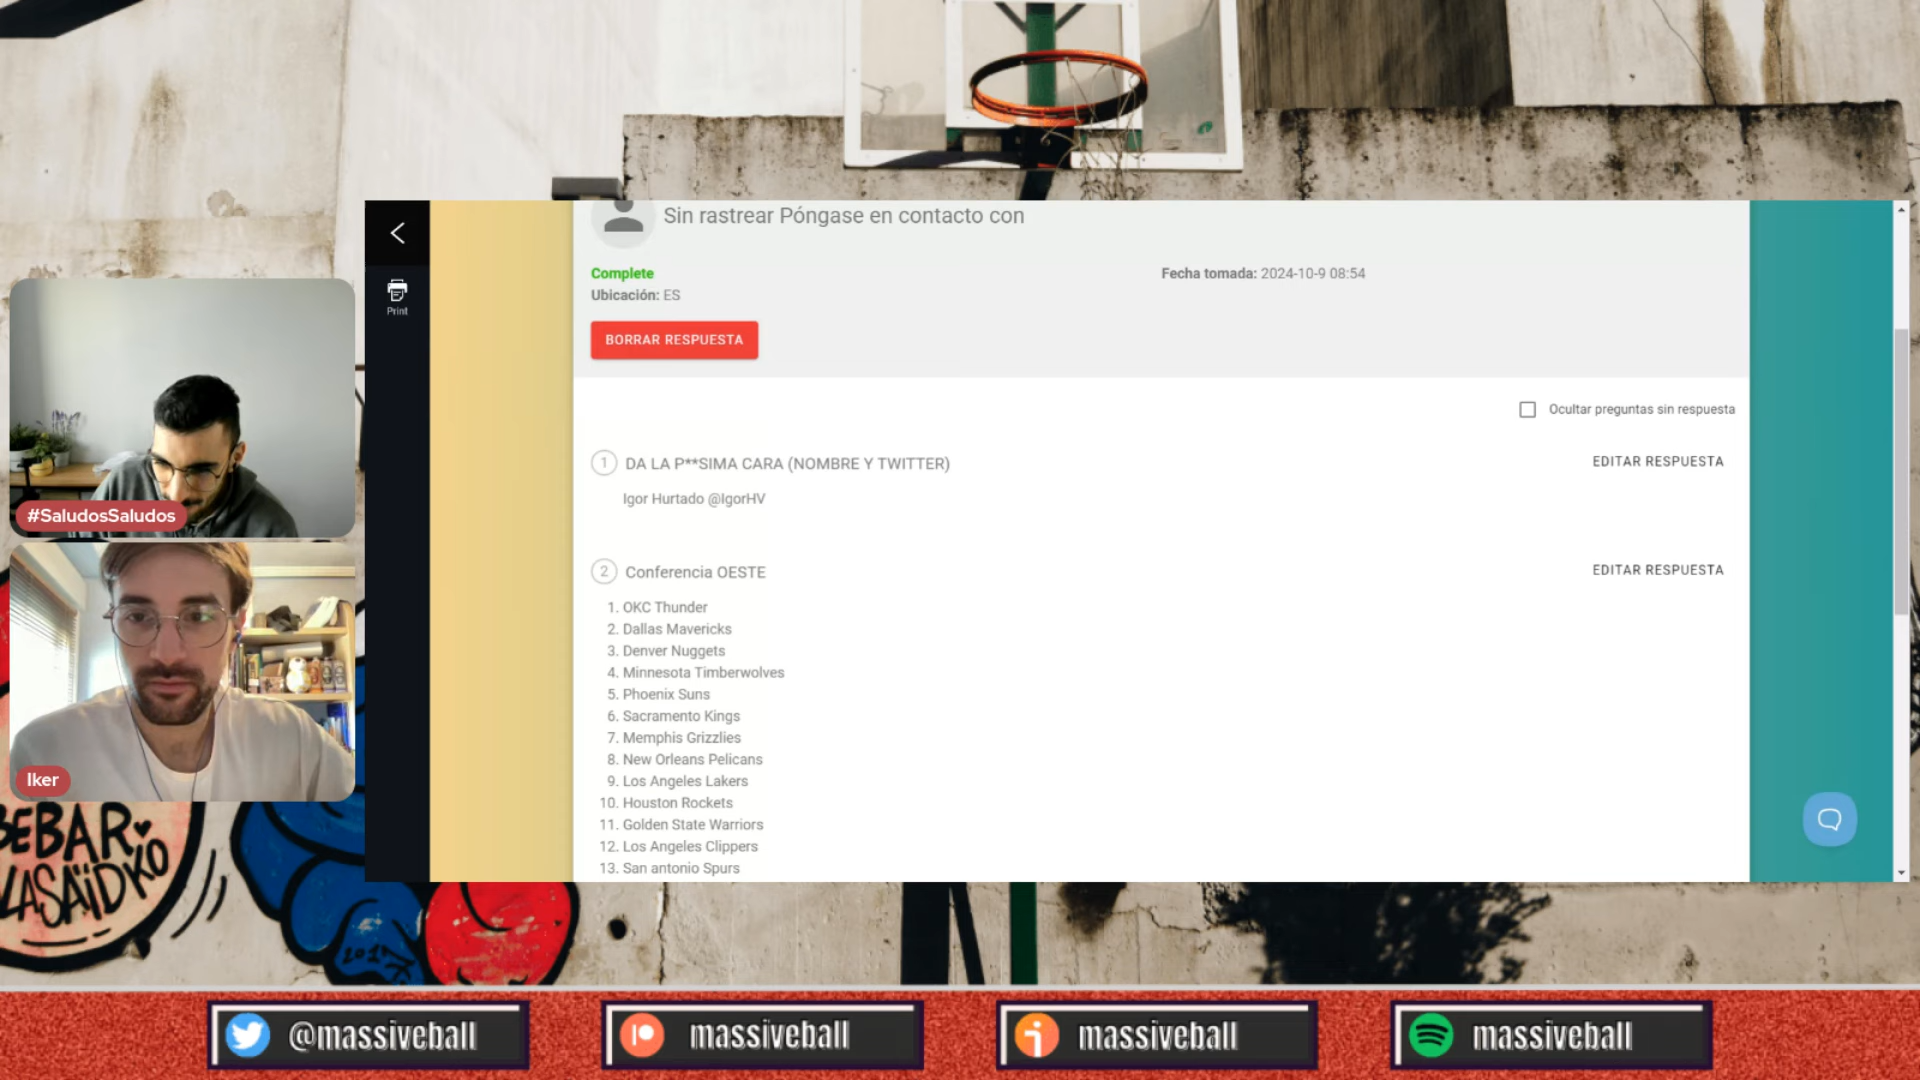 Sin rastrear Póngase en contacto con
Complete
Fecha tomada: 2024-10-9 08:54
Ubicación: ES
Print
BORRAR RESPUESTA
Ocultar preguntas sin respuesta
1 DA LA P**SIMA CARA (NOMBRE Y TWITTER)
EDITAR RESPUESTA
Igor Hurtado @IgorHV
2 Conferencia OESTE
EDITAR RESPUESTA
1. OKC Thunder
2. Dallas Mavericks
3. Denver Nuggets
4. Minnesota Timberwolves
5. Phoenix Suns
6. Sacramento Kings
7. Memphis Grizzlies
8. New Orleans Pelicans
9. Los Angeles Lakers
10. Houston Rockets
11. Golden State Warriors
12. Los Angeles Clippers
13. San antonio Spurs
#SaludosSaludos
Iker
@massiveball
massiveball
massiveball
massiveball